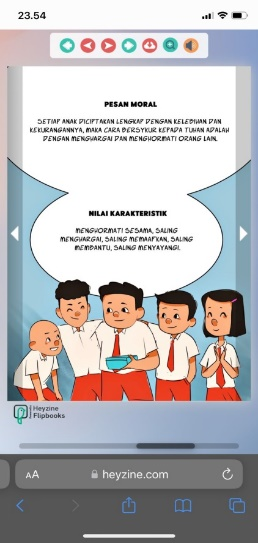 23.54
PESAN MORAL
SETIAP ANAK DICIPTAKAN LENGKAP DENGAN KELEBIHAN DAN
KEKURANGANNYA, MAKA CARA BERSYKUR KEPADA TUHAN ADALAH
DENGAN MENGHARGAI DAN MENGHORMATI ORANG LAIN.
NILAI KARAKTERISTIK
MENGHORMATI SESAMA, SALING
MENGHARGAI, SALING MEMAAFKAN, SALING
MEMBANTU, SALING MENYAYANGI.
Heyzine
Flipbooks
AA heyzine.com